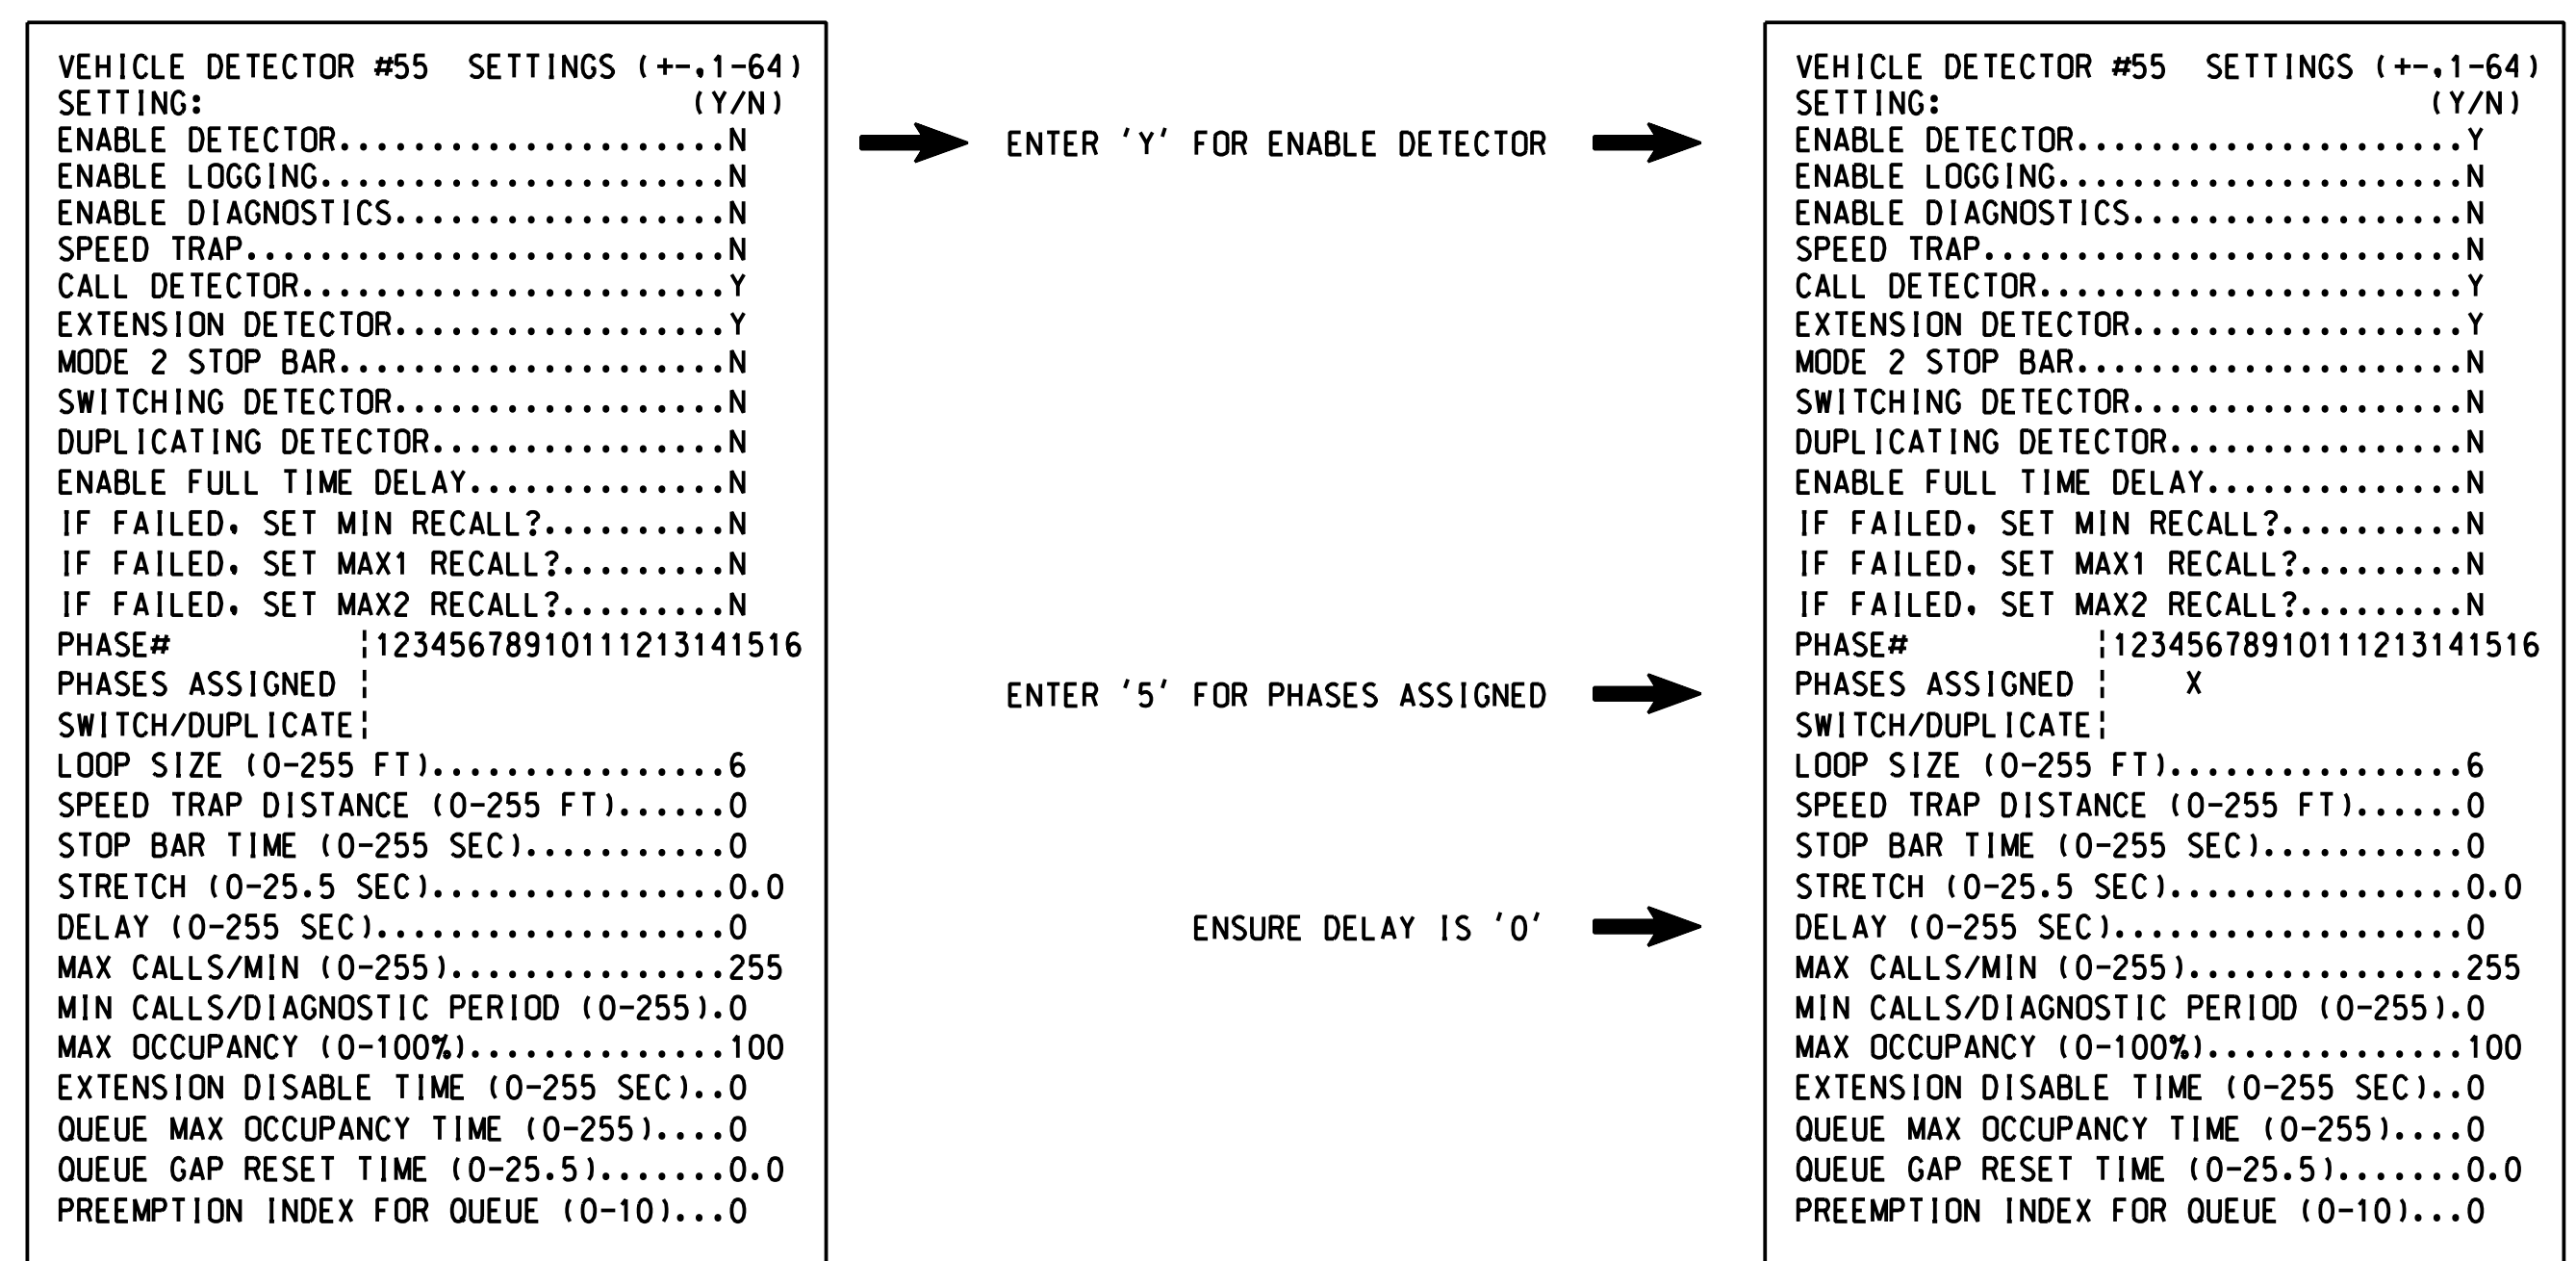 VEHICLE DETECTOR #55  SETTINGS (+-,1-64)
SETTING:                          (Y/N)
ENABLE DETECTOR.....................N
ENABLE LOGGING......................N
ENABLE DIAGNOSTICS..................N
SPEED TRAP..........................N
CALL DETECTOR.......................Y
EXTENSION DETECTOR..................Y
MODE 2 STOP BAR.....................N
SWITCHING DETECTOR..................N
DUPLICATING DETECTOR................N
ENABLE FULL TIME DELAY..............N
IF FAILED, SET MIN RECALL?..........N
IF FAILED, SET MAX1 RECALL?.........N
IF FAILED, SET MAX2 RECALL?.........N
PHASE#          ¦12345678910111213141516
PHASES ASSIGNED ¦
SWITCH/DUPLICATE¦
LOOP SIZE (0-255 FT)................6
SPEED TRAP DISTANCE (0-255 FT)......0
STOP BAR TIME (0-255 SEC)...........0
STRETCH (0-25.5 SEC)................0.0
DELAY (0-255 SEC)...................0
MAX CALLS/MIN (0-255)...............255
MIN CALLS/DIAGNOSTIC PERIOD (0-255).0
MAX OCCUPANCY (0-100%)..............100
EXTENSION DISABLE TIME (0-255 SEC)..0
QUEUE MAX OCCUPANCY TIME (0-255)....0
QUEUE GAP RESET TIME (0-25.5).......0.0
PREEMPTION INDEX FOR QUEUE (0-10)...0
ENTER 'Y' FOR ENABLE DETECTOR
ENTER '5' FOR PHASES ASSIGNED
ENSURE DELAY IS '0'
VEHICLE DETECTOR #55  SETTINGS (+-,1-64)
SETTING:                          (Y/N)
ENABLE DETECTOR.....................Y
ENABLE LOGGING......................N
ENABLE DIAGNOSTICS..................N
SPEED TRAP..........................N
CALL DETECTOR.......................Y
EXTENSION DETECTOR..................Y
MODE 2 STOP BAR.....................N
SWITCHING DETECTOR..................N
DUPLICATING DETECTOR................N
ENABLE FULL TIME DELAY..............N
IF FAILED, SET MIN RECALL?..........N
IF FAILED, SET MAX1 RECALL?.........N
IF FAILED, SET MAX2 RECALL?.........N
PHASE#          ¦12345678910111213141516
PHASES ASSIGNED ¦    X
SWITCH/DUPLICATE¦
LOOP SIZE (0-255 FT)................6
SPEED TRAP DISTANCE (0-255 FT)......0
STOP BAR TIME (0-255 SEC)...........0
STRETCH (0-25.5 SEC)................0.0
DELAY (0-255 SEC)...................0
MAX CALLS/MIN (0-255)...............255
MIN CALLS/DIAGNOSTIC PERIOD (0-255).0
MAX OCCUPANCY (0-100%)..............100
EXTENSION DISABLE TIME (0-255 SEC)..0
QUEUE MAX OCCUPANCY TIME (0-255)....0
QUEUE GAP RESET TIME (0-25.5).......0.0
PREEMPTION INDEX FOR QUEUE (0-10)...0